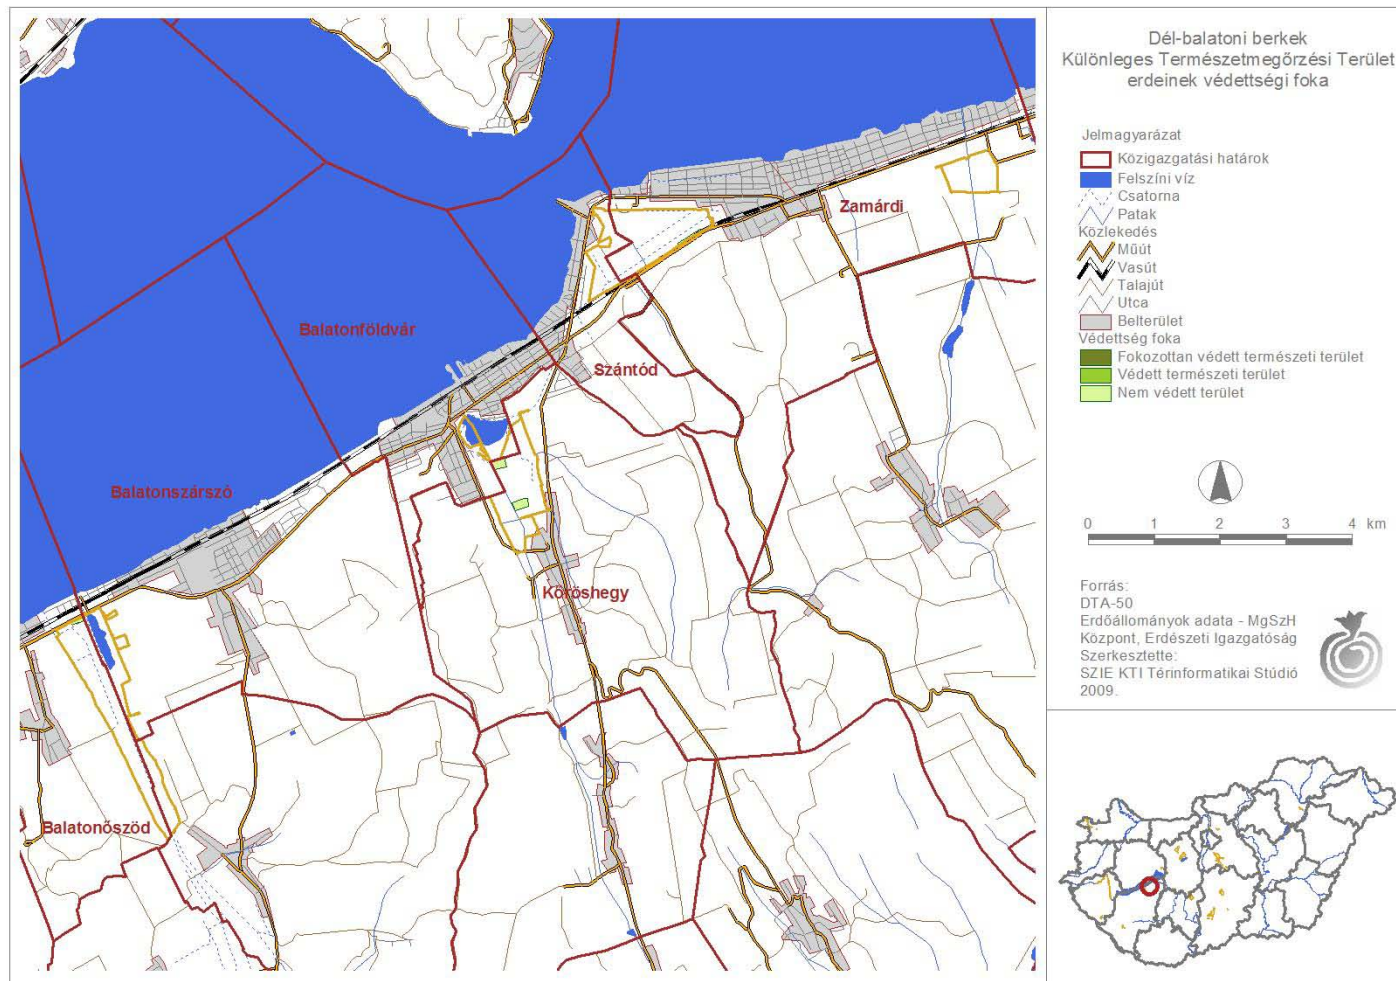 Dél-balatoni berkek
Különleges Természetmegőrzési Terület
erdeinek védettségi foka
Jelmagyarázat
Közigazgatási határok
Felszíni víz
Csatorna
Patak
Közlekedés
Műút
Vasút
Talajút
Utca
Belterület
Védettség foka
Fokozottan védett természeti terület
Védett természeti terület
Nem védett terület
0 1 2 3 4 km
Forrás:
DTA-50
Erdőállományok adata - MgSzH
Központ, Erdészeti Igazgatóság
Szerkesztette:
SZIE KTI Térinformatikai Stúdió
2009.
Zamárdi
Balatonföldvár
Szántód
Balatonszárszó
Kőröshegy
Balatonőszöd